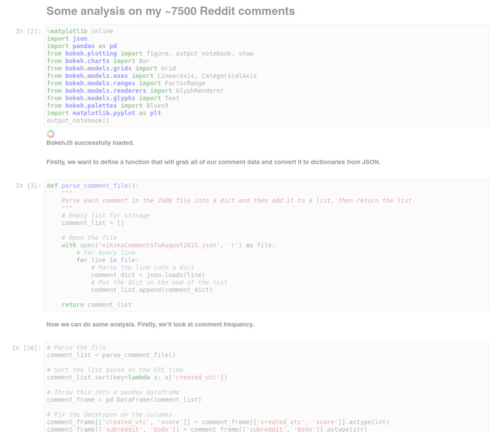 Some analysis on my ~7500 Reddit comments
In [2]: %matplotlib inline
import json
import pandas as pd
from bokeh.plotting import figure, output_notebook, show
from bokeh.charts import Bar
from bokeh.models.grids import Grid
from bokeh.models.axes import LinearAxis, CategoricalAxis
from bokeh.models.ranges import FactorRange
from bokeh.models.renderers import GlyphRenderer
from bokeh.models.glyphs import Text
from bokeh.palettes import Blues9
import matplotlib.pyplot as plt
output_notebook()
BokehJS successfully loaded.
Firstly, we want to define a function that will grab all of our comment data and convert it to dictionaries from JSON.
In [3]: def parse_comment_file():
"""
Parse each comment in the JSON file into a dict and then add it to a list, then return the list
"""
# Empty list for storage
comment_list = []
# Open the file
with open('nikskoCommentsToAugust2015.json', 'r') as file:
# For every line
for line in file:
# Parse the line into a dict
comment_dict = json.loads(line)
# Put the dict on the end of the list
comment_list.append(comment_dict)
return comment_list
Now we can do some analysis. Firstly, we'll look at comment frequency.
In [26]: # Parse the file
comment_list = parse_comment_file()
# Sort the list based on the UTC time
comment_list.sort(key=lambda x: x['created_utc'])
# Throw this into a pandas dataframe
comment_frame = pd.DataFrame(comment_list)
# Fix the datatypes on the columns
comment_frame[['created_utc', 'score']] = comment_frame[['created_utc', 'score']].astype(int)
comment_frame[['subreddit', 'body']] = comment_frame[['subreddit', 'body']].astype(str)